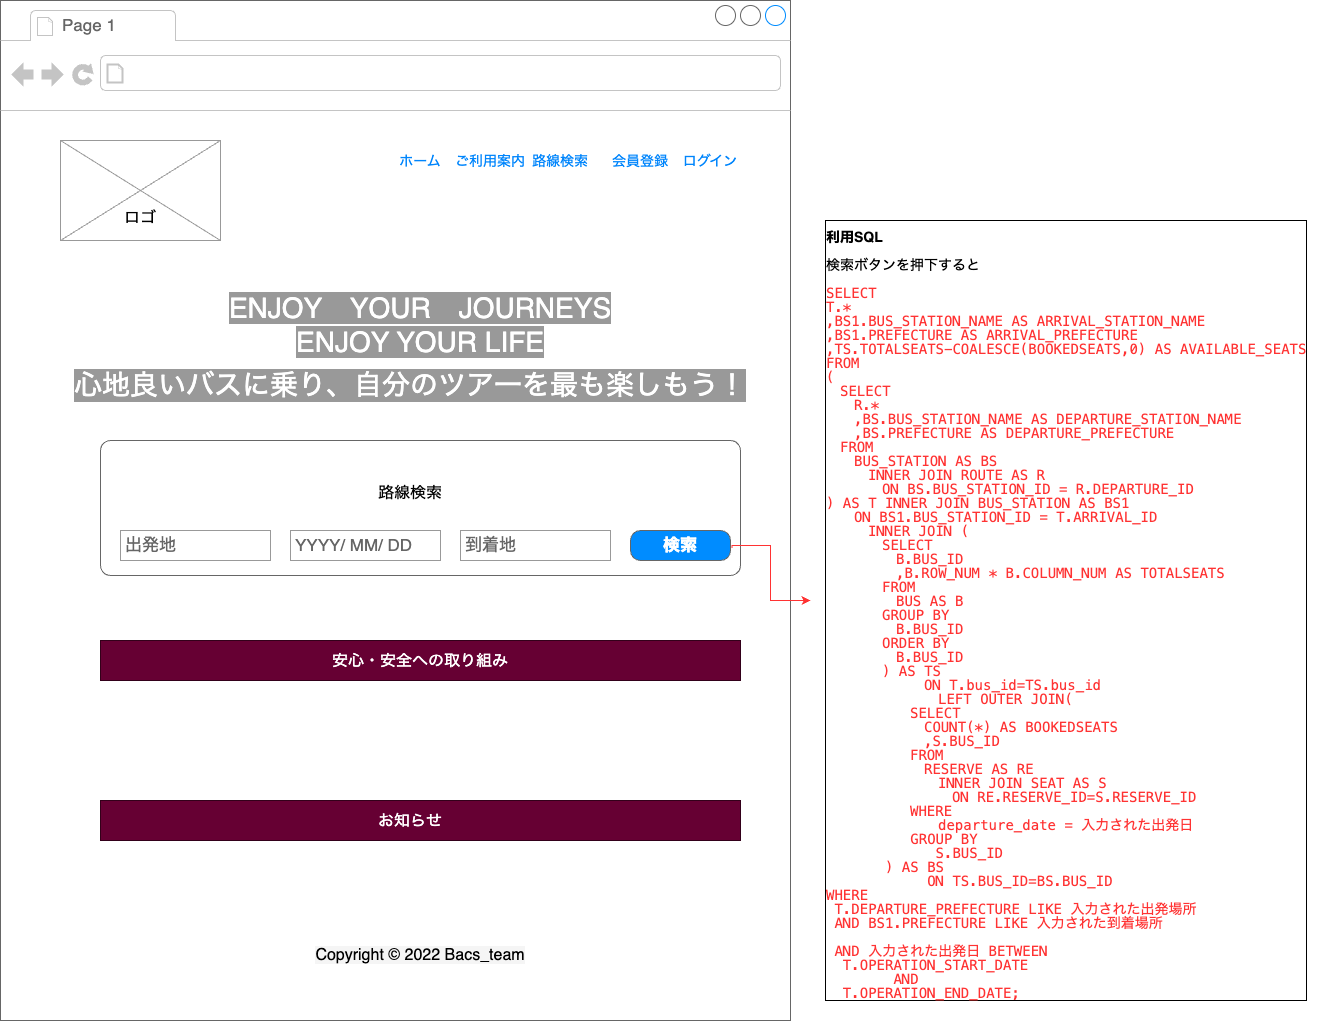 Page 1
ホーム ご利用案内 路線検索 会員登録 ログイン
ロゴ
ENJOY YOUR JOURNEYS
ENJOY YOUR LIFE
心地良いバスに乗り、自分のツアーを最も楽しもう！
路線検索
出発地 YYYY/ MM/ DD 到着地 検索
安心・安全への取り組み
お知らせ
Copyright © 2022 Bacs_team
利用SQL
検索ボタンを押下すると
SELECT
T.*
,BS1.BUS_STATION_NAME AS ARRIVAL_STATION_NAME
,BS1.PREFECTURE AS ARRIVAL_PREFECTURE
,TS.TOTALSEATS-COALESCE(BOOKEDSEATS,0) AS AVAILABLE_SEATS
FROM
(
SELECT
R.*
,BS.BUS_STATION_NAME AS DEPARTURE_STATION_NAME
,BS.PREFECTURE AS DEPARTURE_PREFECTURE
FROM
BUS_STATION AS BS
INNER JOIN ROUTE AS R
ON BS.BUS_STATION_ID = R.DEPARTURE_ID
) AS T INNER JOIN BUS_STATION AS BS1
ON BS1.BUS_STATION_ID = T.ARRIVAL_ID
INNER JOIN (
SELECT
B.BUS_ID
,B.ROW_NUM * B.COLUMN_NUM AS TOTALSEATS
FROM
BUS AS B
GROUP BY
B.BUS_ID
ORDER BY
B.BUS_ID
) AS TS
ON T.bus_id=TS.bus_id
LEFT OUTER JOIN(
SELECT
COUNT(*) AS BOOKEDSEATS
,S.BUS_ID
FROM
RESERVE AS RE
INNER JOIN SEAT AS S
ON RE.RESERVE_ID=S.RESERVE_ID
WHERE
departure_date = 入力された出発日
GROUP BY
S.BUS_ID
) AS BS
ON TS.BUS_ID=BS.BUS_ID
WHERE
T.DEPARTURE_PREFECTURE LIKE 入力された出発場所
AND BS1.PREFECTURE LIKE 入力された到着場所
AND 入力された出発日 BETWEEN
T.OPERATION_START_DATE
AND
T.OPERATION_END_DATE;